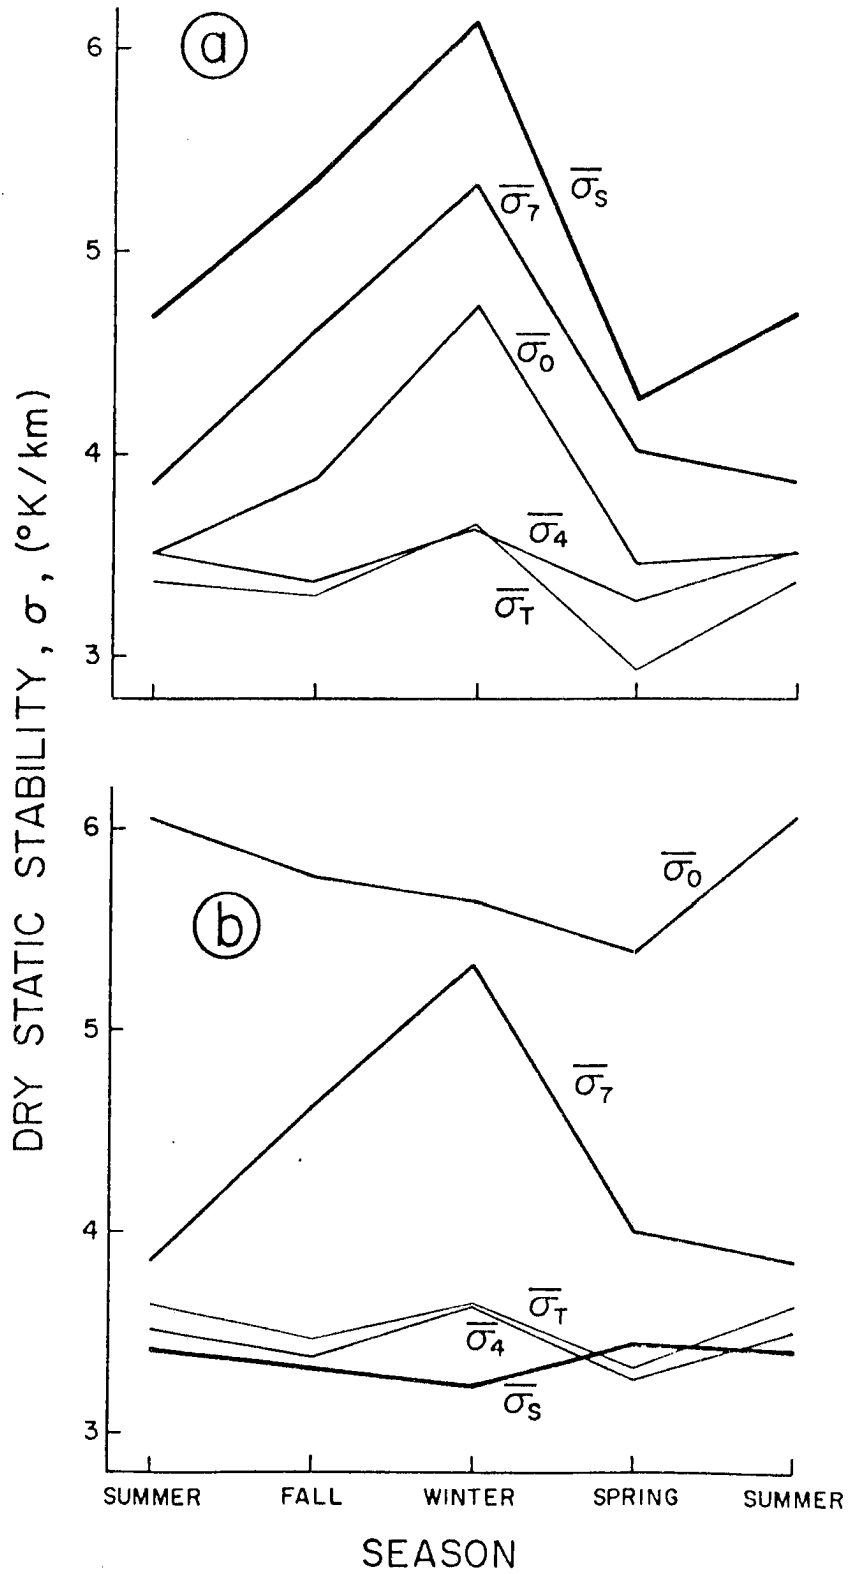 a
6
5
4
3
σ̅S
σ̅7
σ̅0
σ̅4
σ̅T
DRY STATIC STABILITY, σ, (°K/km)
b
6
5
4
3
σ̅0
σ̅7
σ̅T
σ̅4
σ̅S
SUMMER FALL WINTER SPRING SUMMER
SEASON